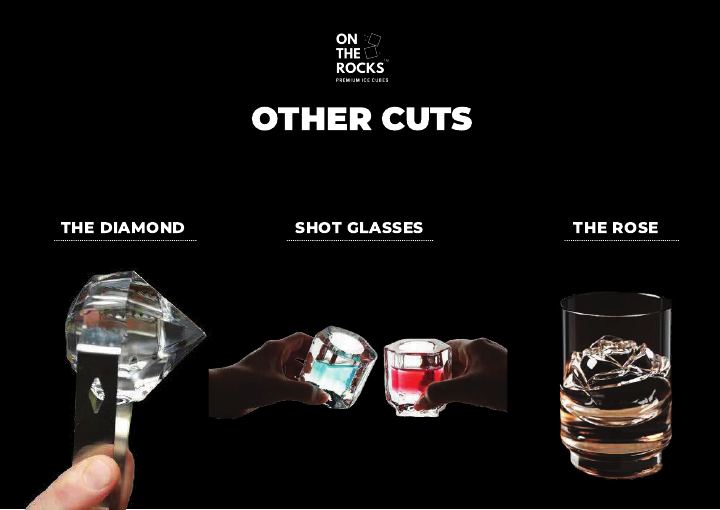 ON
THE
ROCKS
PREMIUM ICE CUBES
OTHER CUTS
THE DIAMOND
SHOT GLASSES
THE ROSE